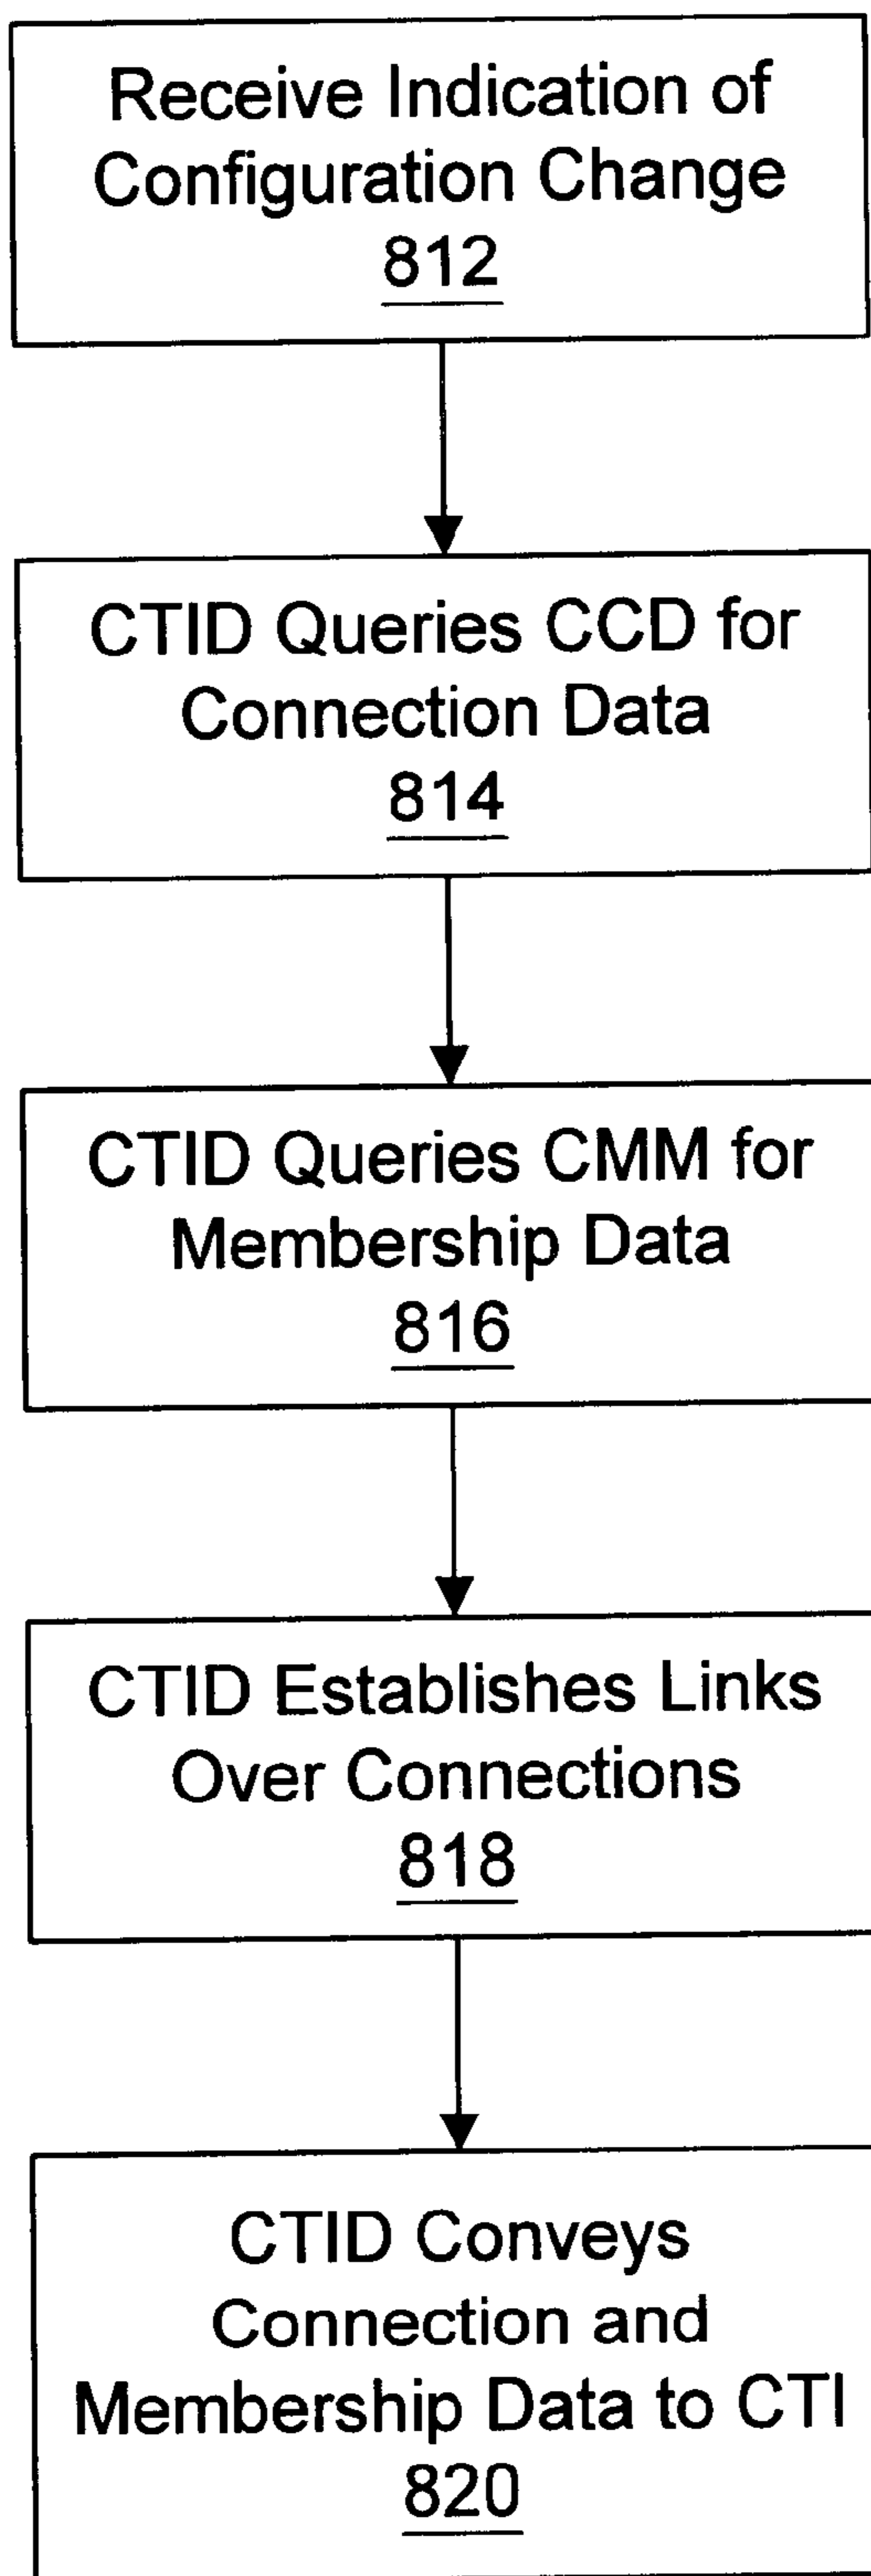 Receive Indication of
Configuration Change
812
CTID Queries CCD for
Connection Data
814
CTID Queries CMM for
Membership Data
816
CTID Establishes Links
Over Connections
818
CTID Conveys
Connection and
Membership Data to CTI
820